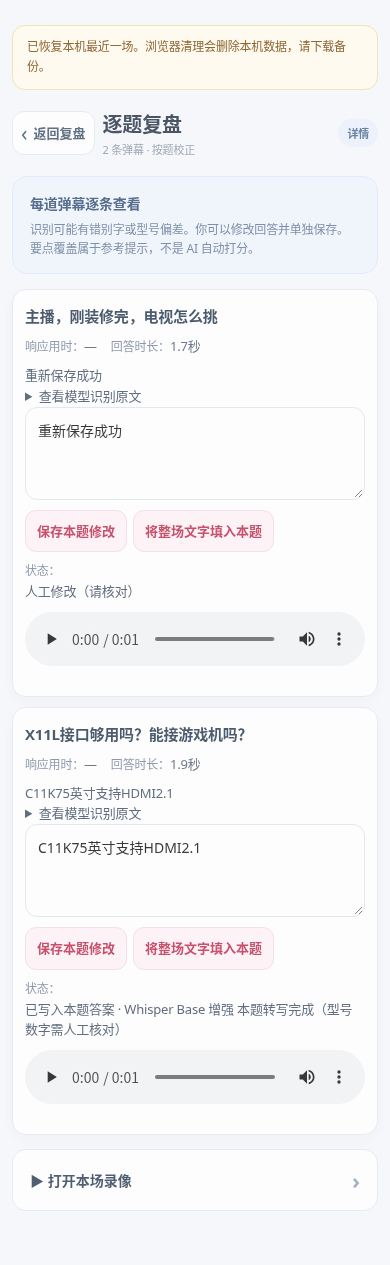 已恢复本机最近一场。浏览器清理会删除本机数据，请下载备
份。
‹ 返回复盘
逐题复盘
2 条弹幕 · 按题校正
详情
每道弹幕逐条查看
识别可能有错别字或型号偏差。你可以修改回答并单独保存。
要点覆盖属于参考提示，不是 AI 自动打分。
主播，刚装修完，电视怎么挑
响应用时：— 回答时长：1.7秒
重新保存成功
▶ 查看模型识别原文
重新保存成功
保存本题修改 将整场文字填入本题
状态：
人工修改（请核对）
0:00 / 0:01
X11L接口够用吗？能接游戏机吗？
响应用时：— 回答时长：1.9秒
C11K75英寸支持HDMI2.1
▶ 查看模型识别原文
C11K75英寸支持HDMI2.1
保存本题修改 将整场文字填入本题
状态：
已写入本题答案 · Whisper Base 增强 本题转写完成（型号
数字需人工核对）
0:00 / 0:01
▶ 打开本场录像 ›